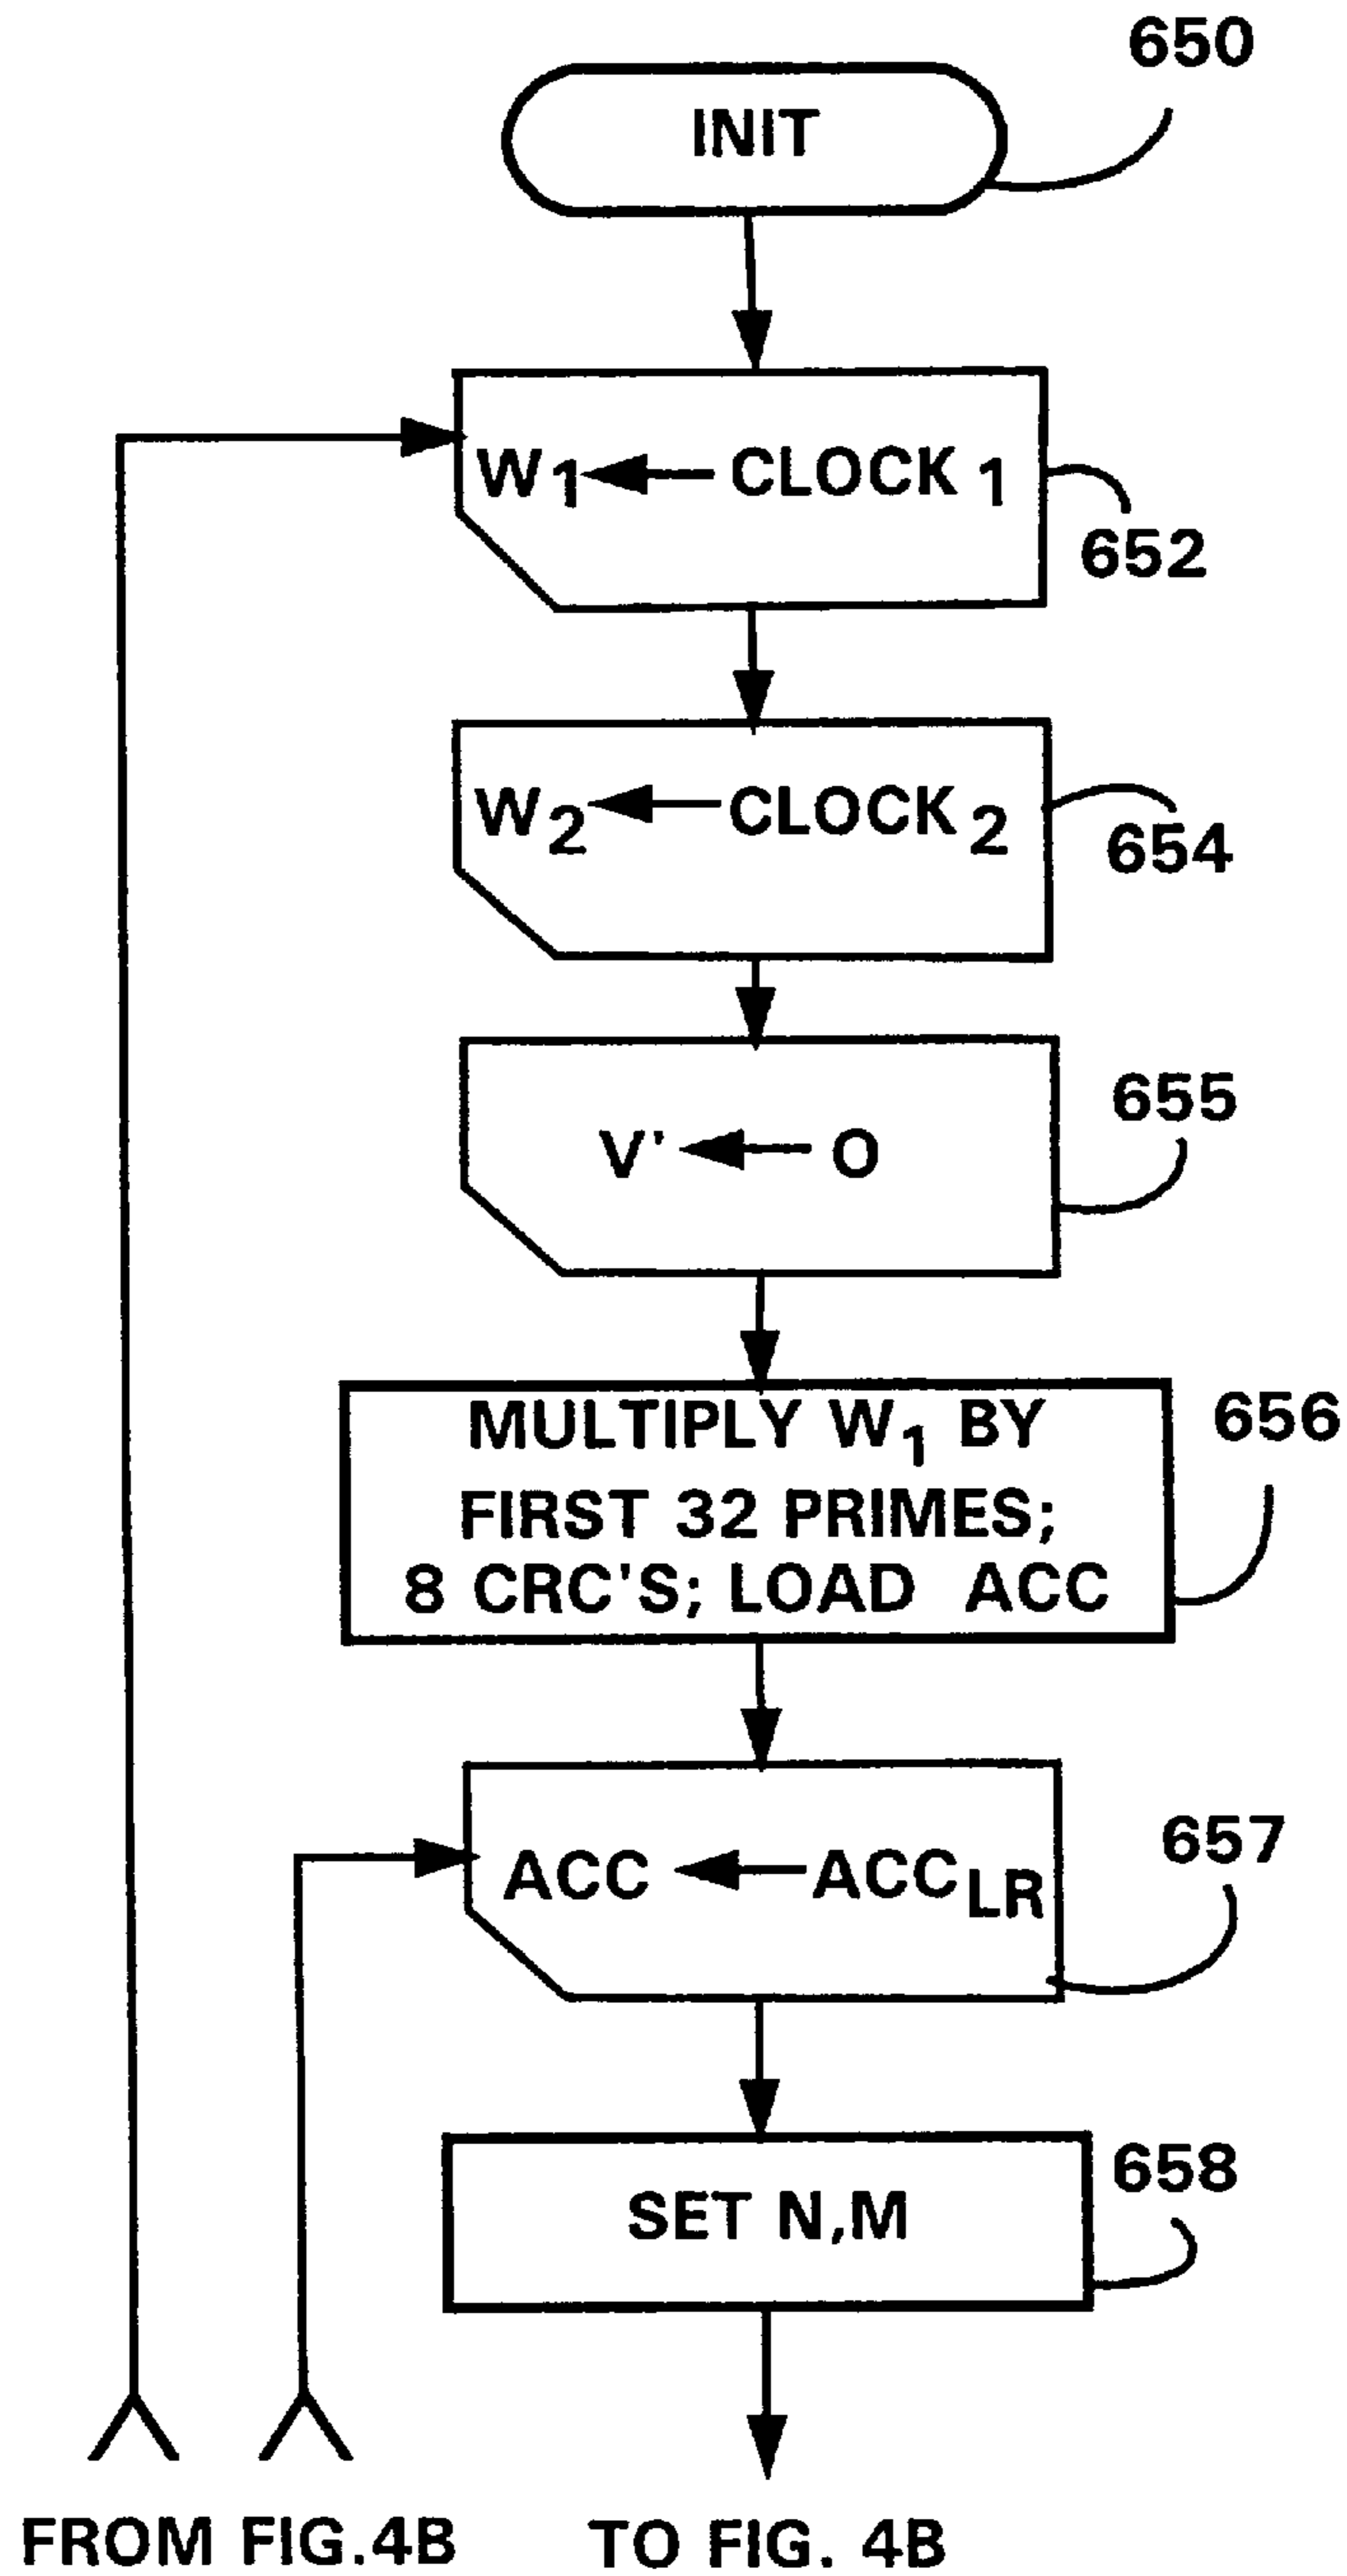 650
INIT
W1 ← CLOCK 1
652
W2 ← CLOCK 2
654
655
V' ← O
MULTIPLY W1 BY
656
FIRST 32 PRIMES;
8 CRC'S; LOAD ACC
657
ACC ← ACCLR
658
SET N,M
FROM FIG.4B
TO FIG. 4B